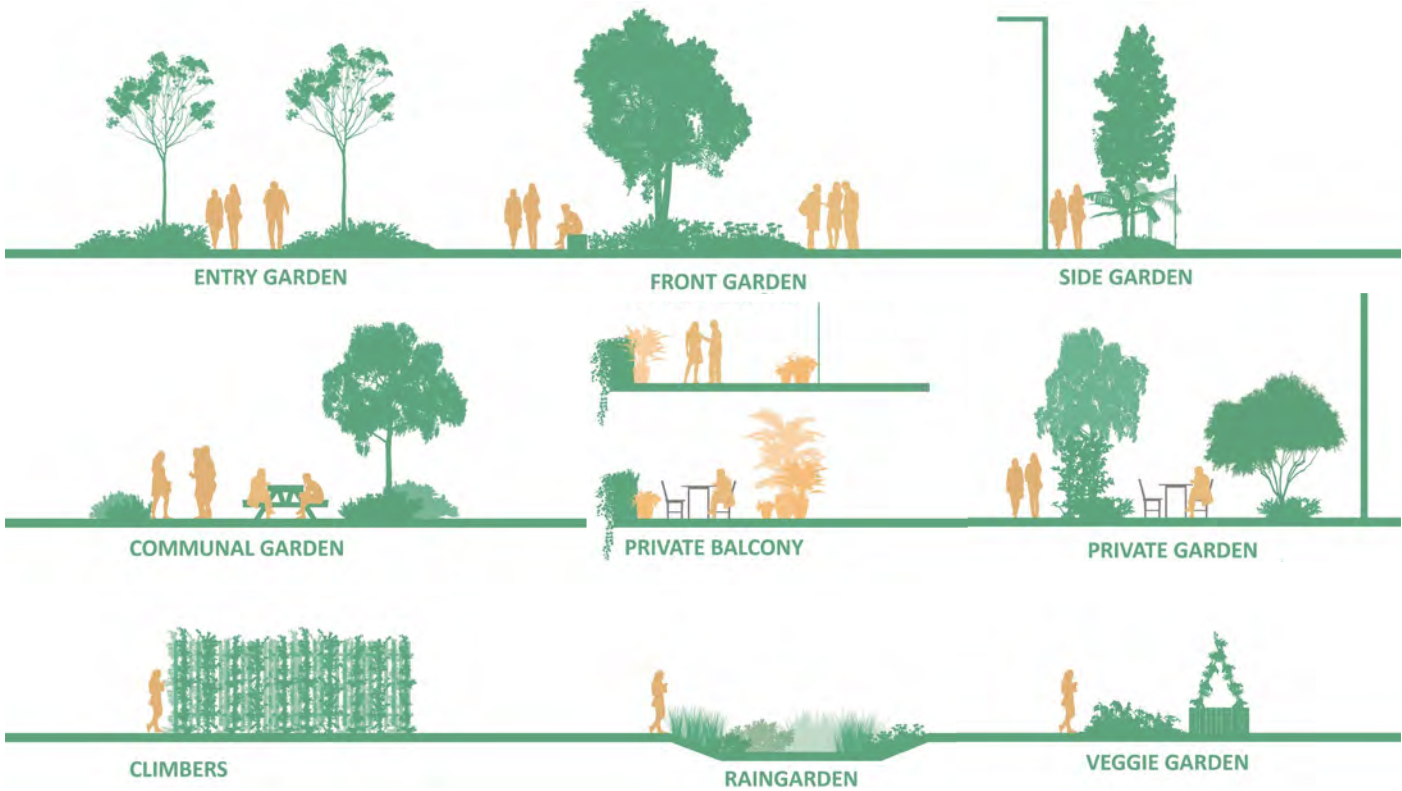 ENTRY GARDEN
FRONT GARDEN
SIDE GARDEN
COMMUNAL GARDEN
PRIVATE BALCONY
PRIVATE GARDEN
CLIMBERS
RAINGARDEN
VEGGIE GARDEN